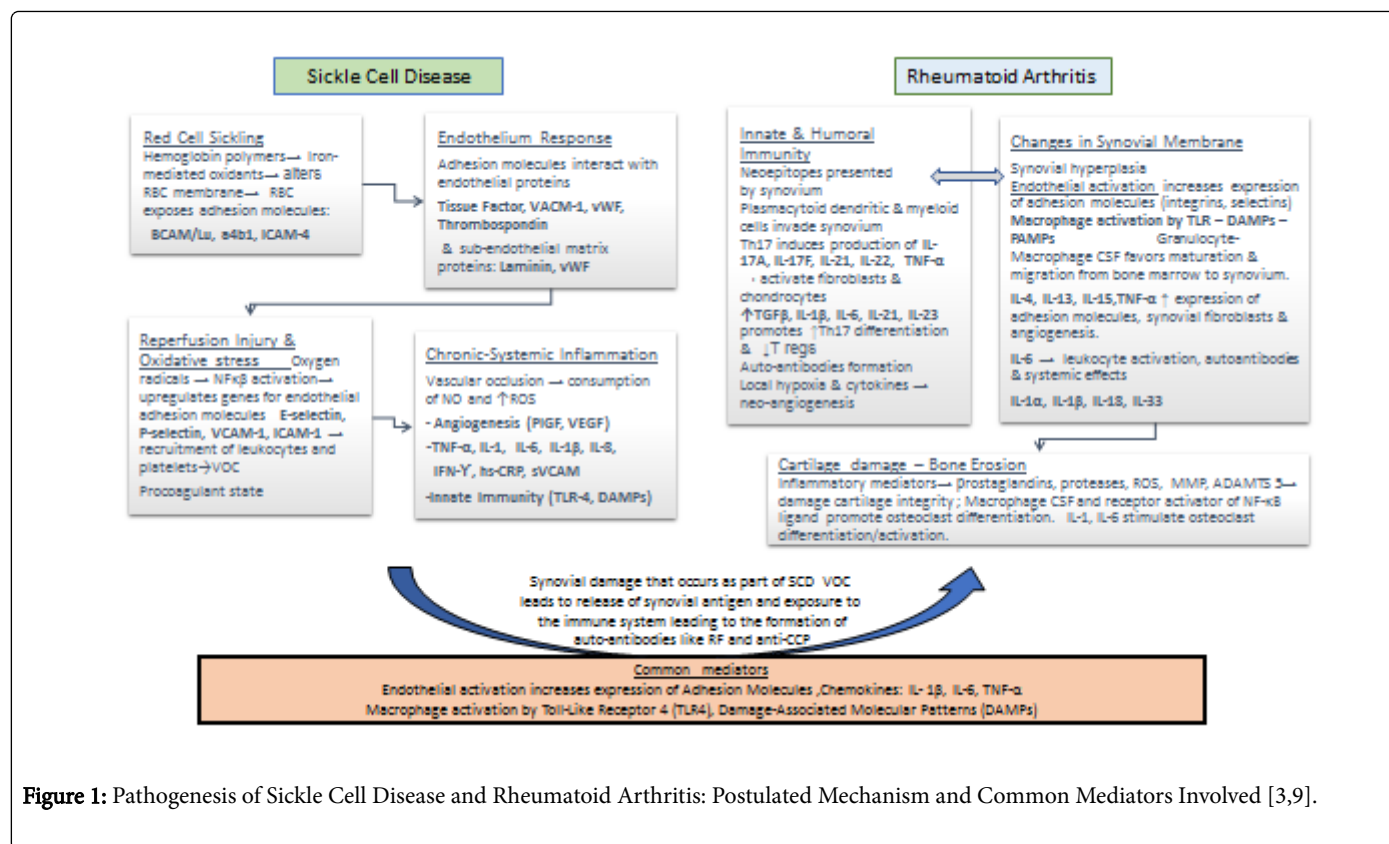 Sickle Cell Disease
Rheumatoid Arthritis
Red Cell Sickling
Hemoglobin polymers→ Iron-
mediated oxidants→ alters
RBC membrane→ RBC
exposes adhesion molecules:
BCAM/Lu, a4b1, ICAM-4
Endothelium Response
Adhesion molecules interact with
endothelial proteins
Tissue Factor, VACM-1, vWF,
Thrombospondin
& sub-endothelial matrix
proteins: Laminin, vWF
Reperfusion Injury &
Oxidative stress Oxygen
radicals → NFκβ activation→
upregulates genes for endothelial
adhesion molecules E-selectin,
P-selectin, VCAM-1, ICAM-1 →
recruitment of leukocytes and
platelets→VOC
Procoagulant state
Chronic-Systemic Inflammation
Vascular occlusion → consumption
of NO and ↑ROS
- Angiogenesis (PIGF, VEGF)
-TNF-α, IL-1, IL-6, IL-1β, IL-8,
IFN-ϒ, hs-CRP, sVCAM
-Innate Immunity (TLR-4, DAMPs)
Innate & Humoral
Immunity
Neoepitopes presented
by synovium
Plasmacytoid dendritic & myeloid
cells invade synovium
Th17 induces production of IL-
17A, IL-17F, IL-21, IL-22, TNF-α
· activate fibroblasts &
chondrocytes
↑TGFβ, IL-1β, IL-6, IL-21, IL-23
promotes ↑Th17 differentiation
& ↓T regs
Auto-antibodies formation
Local hypoxia & cytokines →
neo-angiogenesis
Changes in Synovial Membrane
Synovial hyperplasia
Endothelial activation increases expression
of adhesion molecules (integrins, selectins)
Macrophage activation by TLR – DAMPs –
PAMPs Granulocyte-
Macrophage CSF favors maturation &
migration from bone marrow to synovium.
IL-4, IL-13, IL-15,TNF-α ↑ expression of
adhesion molecules, synovial fibroblasts &
angiogenesis.
IL-6 → leukocyte activation, autoantibodies
& systemic effects
IL-1α, IL-1β, IL-18, IL-33
Cartilage damage – Bone Erosion
Inflammatory mediators→ prostaglandins, proteases, ROS, MMP, ADAMTS 5→
damage cartilage integrity; Macrophage CSF and receptor activator of NF-κB
ligand promote osteoclast differentiation. IL-1, IL-6 stimulate osteoclast
differentiation/activation.
Synovial damage that occurs as part of SCD VOC
leads to release of synovial antigen and exposure to
the immune system leading to the formation of
auto-antibodies like RF and anti-CCP
Common mediators
Endothelial activation increases expression of Adhesion Molecules ,Chemokines: IL- 1β, IL-6, TNF-α
Macrophage activation by Toll-Like Receptor 4 (TLR4), Damage-Associated Molecular Patterns (DAMPs)
Figure 1: Pathogenesis of Sickle Cell Disease and Rheumatoid Arthritis: Postulated Mechanism and Common Mediators Involved [3,9].